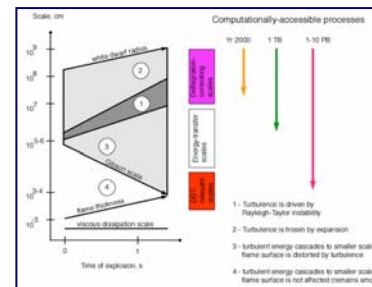 Scale, cm
Computationally-accessible processes
Yr 2000
1 TB
1-10 PB
10^9
10^8
10^7
10^5-6
10^3-4
10^-3
white dwarf radius
2
1
3
Gibson scale
4
flame thickness
viscous dissipation scale
0
1
Time of explosion, s
Deflagration-
controlling
scales
Energy-transfer
scales
DDT-
relevant
scales
1 - Turbulence is driven by
Rayleigh-Taylor instability
2 - Turbulence is frozen by expansion
3 - turbulent energy cascades to smaller scale
flame surface is distorted by turbulence
4 - turbulent energy cascades to smaller scale
flame surface is not affected (remains smo